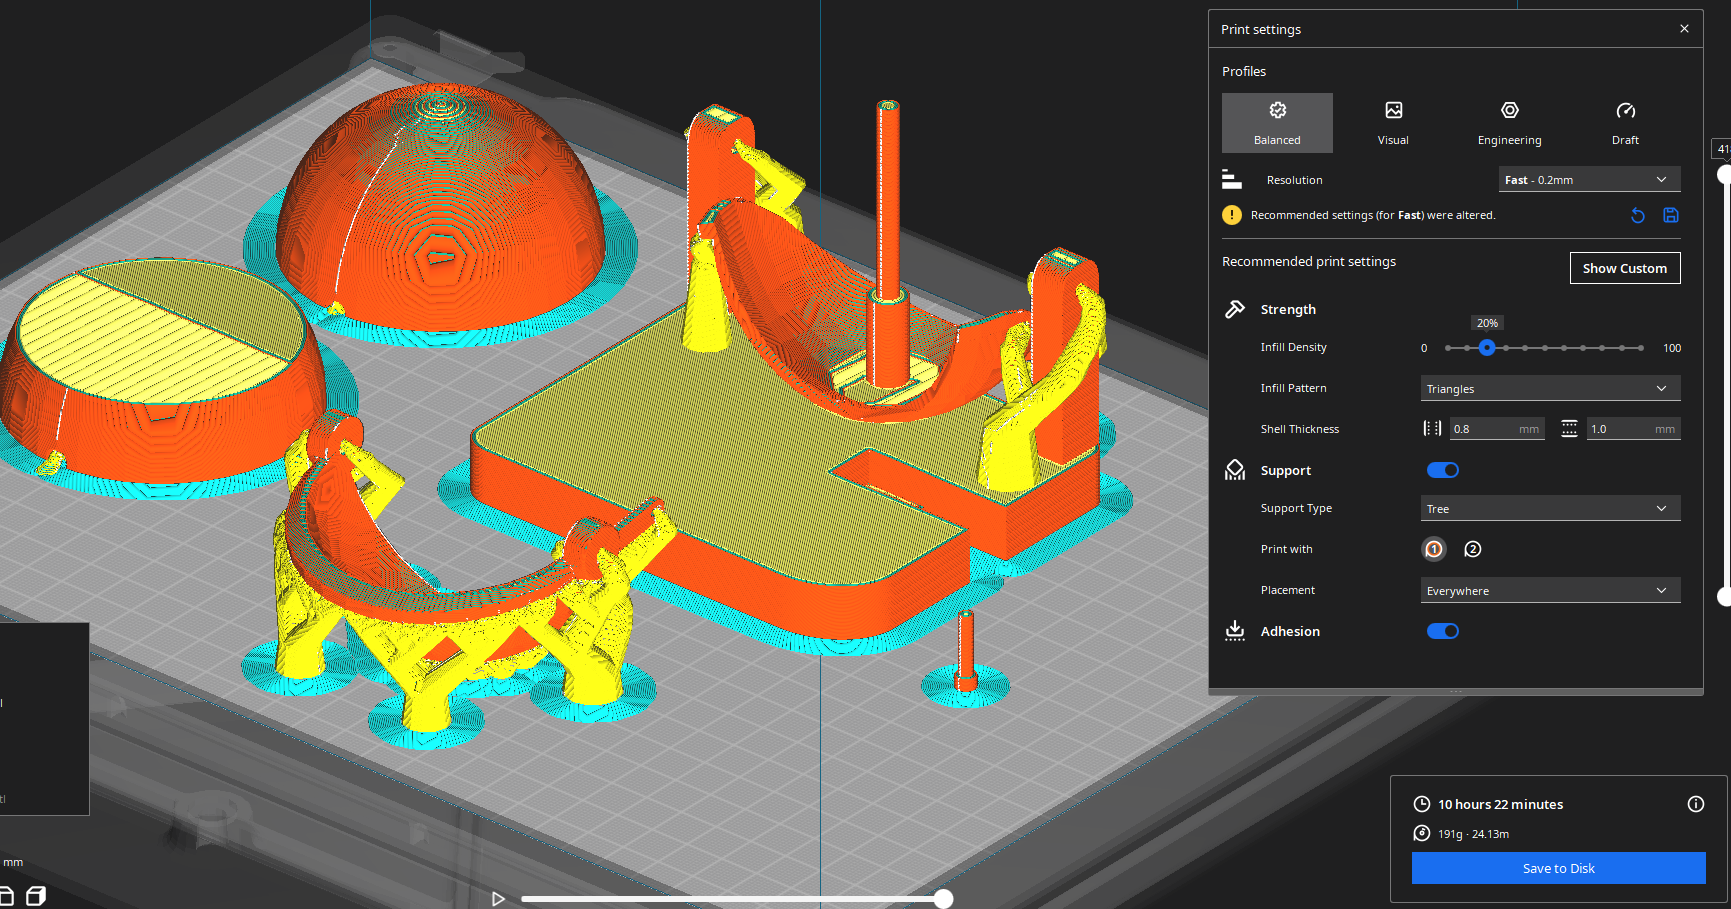 Print settings
Profiles
Balanced
Visual
Engineering
Draft
Resolution
Fast - 0.2mm
Recommended settings (for Fast) were altered.
Recommended print settings
Show Custom
Strength
20%
Infill Density
0
100
Infill Pattern
Triangles
Shell Thickness
0.8 mm
1.0 mm
Support
Support Type
Tree
Print with
1
2
Placement
Everywhere
Adhesion
10 hours 22 minutes
191g · 24.13m
Save to Disk
mm